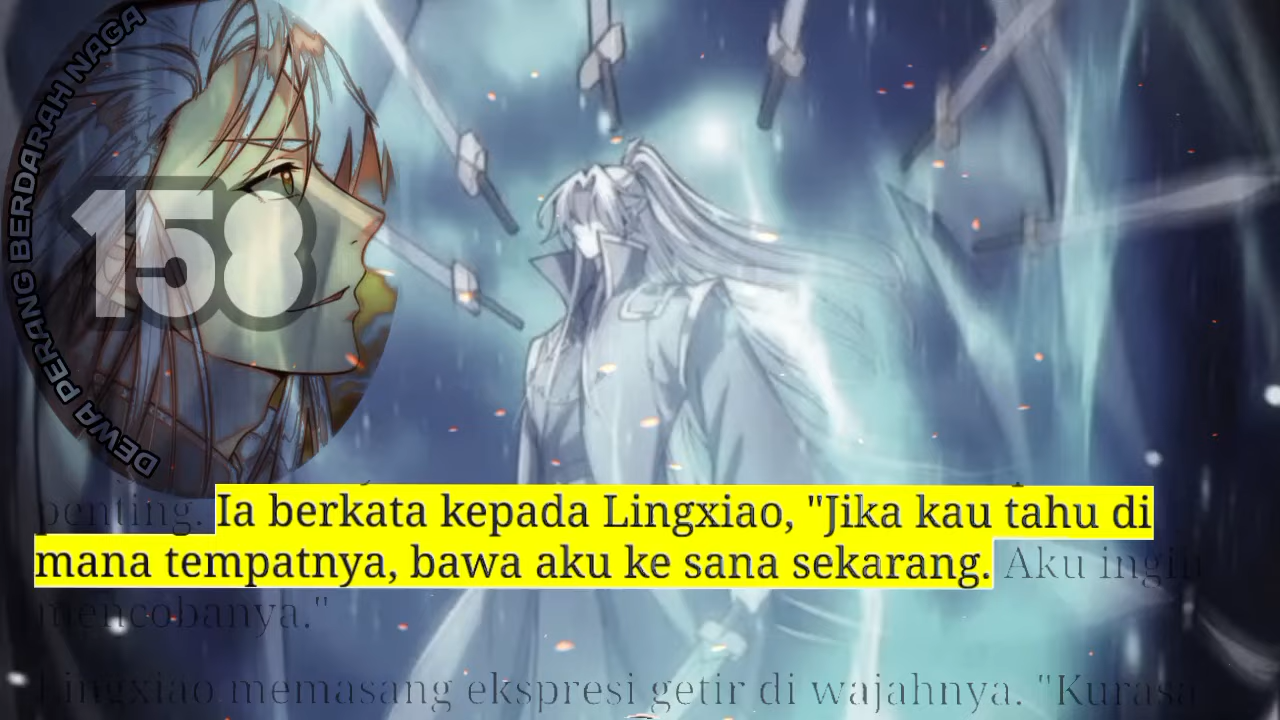 DEWA PERANG BERDARAH NAGA
158
penting. Ia berkata kepada Lingxiao, "Jika kau tahu di
mana tempatnya, bawa aku ke sana sekarang. Aku ingin
mencobanya."
Lingxiao memasang ekspresi getir di wajahnya. "Kurasa